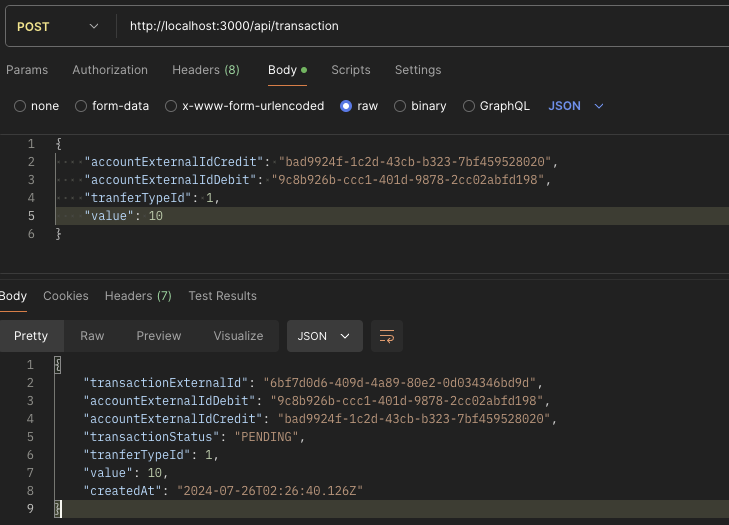 POST http://localhost:3000/api/transaction
Params Authorization Headers (8) Body Scripts Settings
none form-data x-www-form-urlencoded raw binary GraphQL JSON
1 {
2 "accountExternalIdCredit": "bad9924f-1c2d-43cb-b323-7bf459528020",
3 "accountExternalIdDebit": "9c8b926b-ccc1-401d-9878-2cc02abfd198",
4 "tranferTypeId": 1,
5 "value": 10
6 }
Body Cookies Headers (7) Test Results
Pretty Raw Preview Visualize JSON
1 {
2 "transactionExternalId": "6bf7d0d6-409d-4a89-80e2-0d034346bd9d",
3 "accountExternalIdDebit": "9c8b926b-ccc1-401d-9878-2cc02abfd198",
4 "accountExternalIdCredit": "bad9924f-1c2d-43cb-b323-7bf459528020",
5 "transactionStatus": "PENDING",
6 "tranferTypeId": 1,
7 "value": 10,
8 "createdAt": "2024-07-26T02:26:40.126Z"
9 }